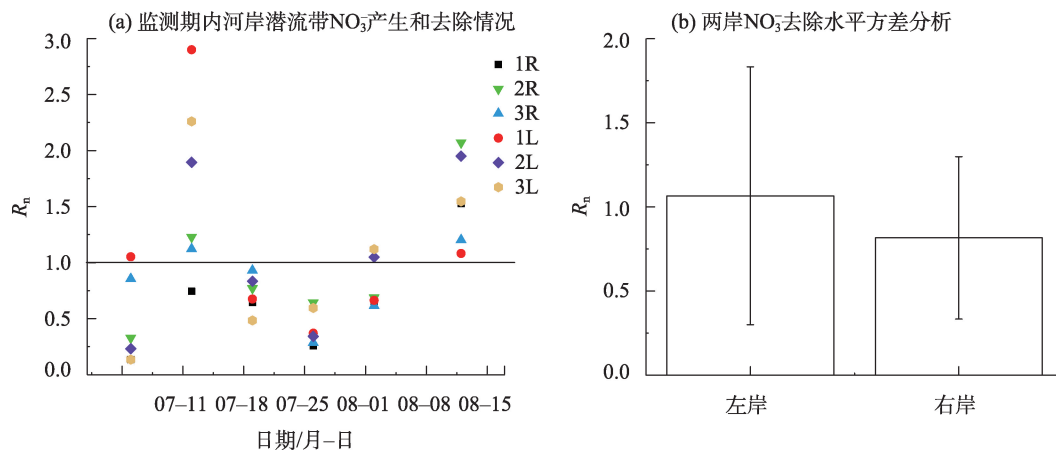 (a) 监测期内河岸潜流带NO₃⁻产生和去除情况
3.0
2.5
2.0
1.5
1.0
0.5
0.0
Rₙ
1R
2R
3R
1L
2L
3L
07–11 07–18 07–25 08–01 08–08 08–15
日期/月–日
(b) 两岸NO₃⁻去除水平方差分析
2.0
1.5
1.0
0.5
0.0
Rₙ
左岸 右岸